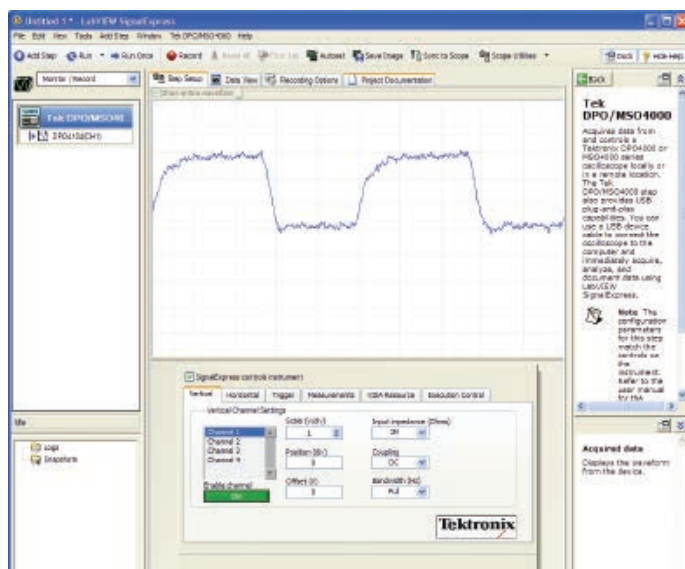 Untitled 1 * - LabVIEW SignalExpress
File Edit View Tools Add Step Window Tek DPO/MSO4000 Help
Add Step Run Run Once Record Autoset Save Image Sync to Scope Scope Utilities Back Hide Help
Monitor / Record
Step Setup Data View Recording Options Project Documentation
Tek DPO/MSO40
Back
Tek
DPO/MSO4000
Acquires data from
and controls a
Tektronix DPO4000 or
MSO4000 series
oscilloscope locally or
in a remote location.
The Tek
DPO/MSO4000 step
also provides USB
plug-and-play
capabilities. You can
use a USB device
cable to connect the
oscilloscope to the
computer and
immediately acquire,
analyze, and
document data using
LabVIEW
SignalExpress.
Note The
configuration
parameters
for this step
match the
controls on
the
instrument.
Refer to the
user manual
for the
SignalExpress controls instrument
Vertical Horizontal Trigger Measurements VISA Resource Execution Control
Vertical Channel Settings
Channel 1
Channel 2
Channel 3
Channel 4
Enable channel
ON
Scale (V/div)
1
Position (div)
0
Offset (V)
0
Input impedance (Ohms)
1M
Coupling
DC
Bandwidth (Hz)
Full
Tektronix
Idle
Logs
Snapshots
Acquired data
Displays the waveform
from the device.